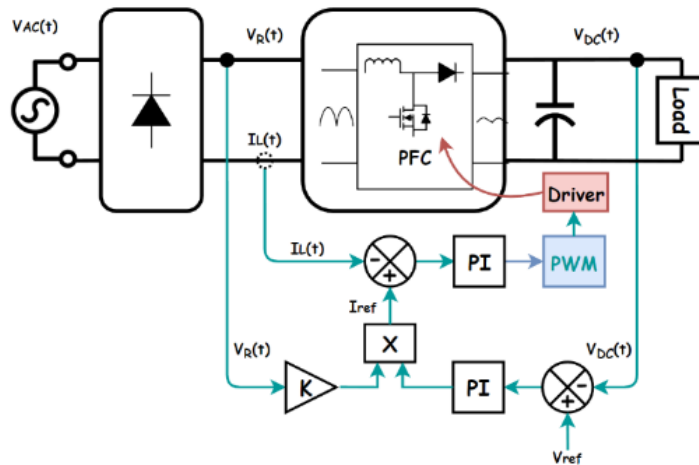 VAC(t)
VR(t)
VDC(t)
IL(t)
PFC
Load
Driver
IL(t)
-
+
PI
PWM
Iref
X
VR(t)
VDC(t)
K
PI
-
+
Vref